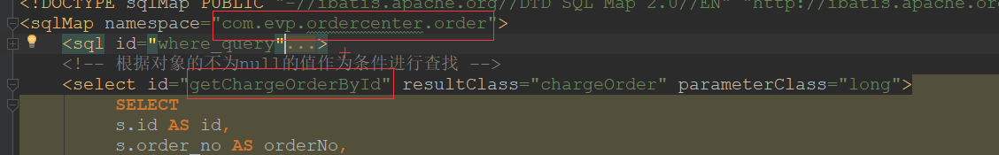 <!DOCTYPE sqlMap PUBLIC "-//ibatis.apache.org//DTD SQL Map 2.0//EN" "http://ibatis.apache.or
<sqlMap namespace="com.evp.ordercenter.order">
<sql id="where_query"...>
<!-- 根据对象的不为null的值作为条件进行查找 -->
<select id="getChargeOrderById" resultClass="chargeOrder" parameterClass="long">
SELECT
s.id AS id,
s.order_no AS orderNo,